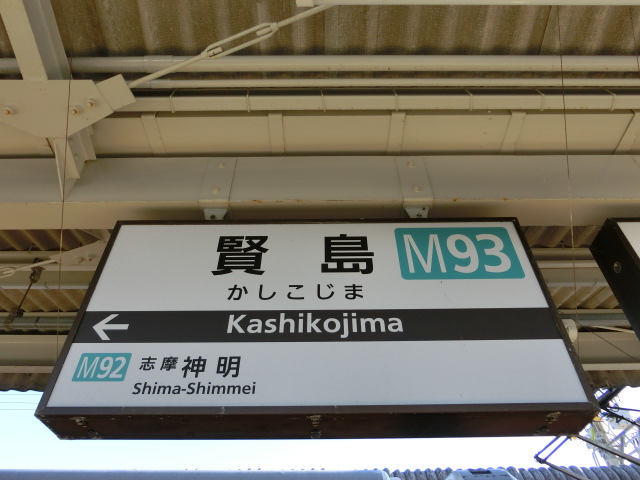 賢島 M93
かしこじま
Kashikojima
M92 志摩神明
Shima-Shimmei